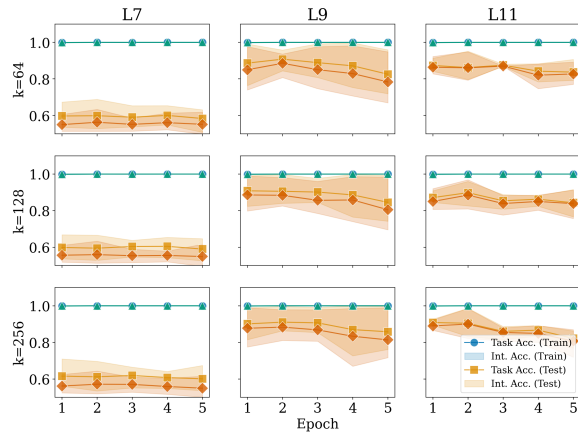 L7 L9 L11
k=64
1.0
0.8
0.6
k=128
1.0
0.8
0.6
k=256
1.0
0.8
0.6
Task Acc. (Train)
Int. Acc. (Train)
Task Acc. (Test)
Int. Acc. (Test)
1 2 3 4 5 1 2 3 4 5 1 2 3 4 5
Epoch